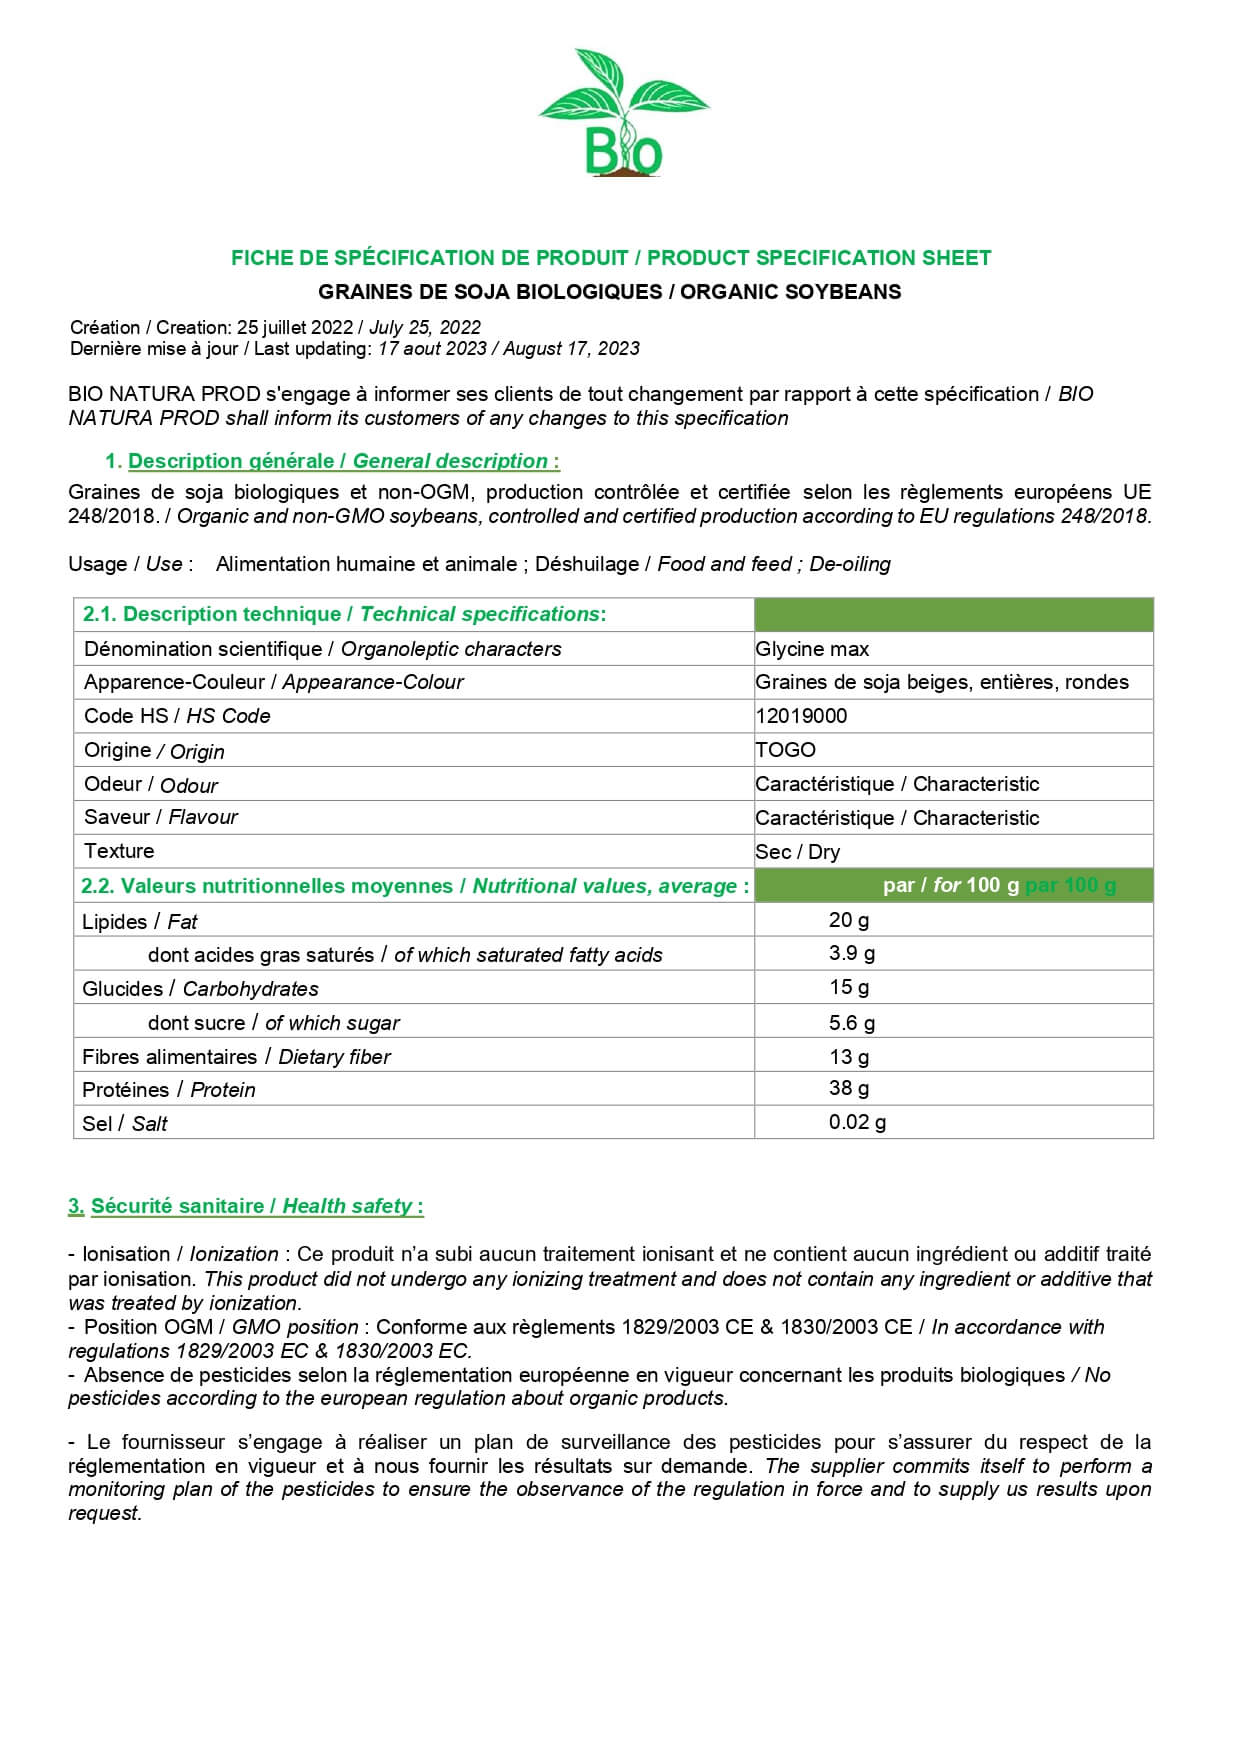 Bio
FICHE DE SPÉCIFICATION DE PRODUIT / PRODUCT SPECIFICATION SHEET
GRAINES DE SOJA BIOLOGIQUES / ORGANIC SOYBEANS
Création / Creation: 25 juillet 2022 / July 25, 2022
Dernière mise à jour / Last updating: 17 aout 2023 / August 17, 2023
BIO NATURA PROD s'engage à informer ses clients de tout changement par rapport à cette spécification / BIO
NATURA PROD shall inform its customers of any changes to this specification
1. Description générale / General description :
Graines de soja biologiques et non-OGM, production contrôlée et certifiée selon les règlements européens UE
248/2018. / Organic and non-GMO soybeans, controlled and certified production according to EU regulations 248/2018.
Usage / Use : Alimentation humaine et animale ; Déshuilage / Food and feed ; De-oiling
2.1. Description technique / Technical specifications:
Dénomination scientifique / Organoleptic characters Glycine max
Apparence-Couleur / Appearance-Colour Graines de soja beiges, entières, rondes
Code HS / HS Code 12019000
Origine / Origin TOGO
Odeur / Odour Caractéristique / Characteristic
Saveur / Flavour Caractéristique / Characteristic
Texture Sec / Dry
2.2. Valeurs nutritionnelles moyennes / Nutritional values, average : par / for 100 g par 100 g
Lipides / Fat 20 g
dont acides gras saturés / of which saturated fatty acids 3.9 g
Glucides / Carbohydrates 15 g
dont sucre / of which sugar 5.6 g
Fibres alimentaires / Dietary fiber 13 g
Protéines / Protein 38 g
Sel / Salt 0.02 g
3. Sécurité sanitaire / Health safety :
- Ionisation / Ionization : Ce produit n’a subi aucun traitement ionisant et ne contient aucun ingrédient ou additif traité
par ionisation. This product did not undergo any ionizing treatment and does not contain any ingredient or additive that
was treated by ionization.
- Position OGM / GMO position : Conforme aux règlements 1829/2003 CE & 1830/2003 CE / In accordance with
regulations 1829/2003 EC & 1830/2003 EC.
- Absence de pesticides selon la réglementation européenne en vigueur concernant les produits biologiques / No
pesticides according to the european regulation about organic products.
- Le fournisseur s’engage à réaliser un plan de surveillance des pesticides pour s’assurer du respect de la
réglementation en vigueur et à nous fournir les résultats sur demande. The supplier commits itself to perform a
monitoring plan of the pesticides to ensure the observance of the regulation in force and to supply us results upon
request.